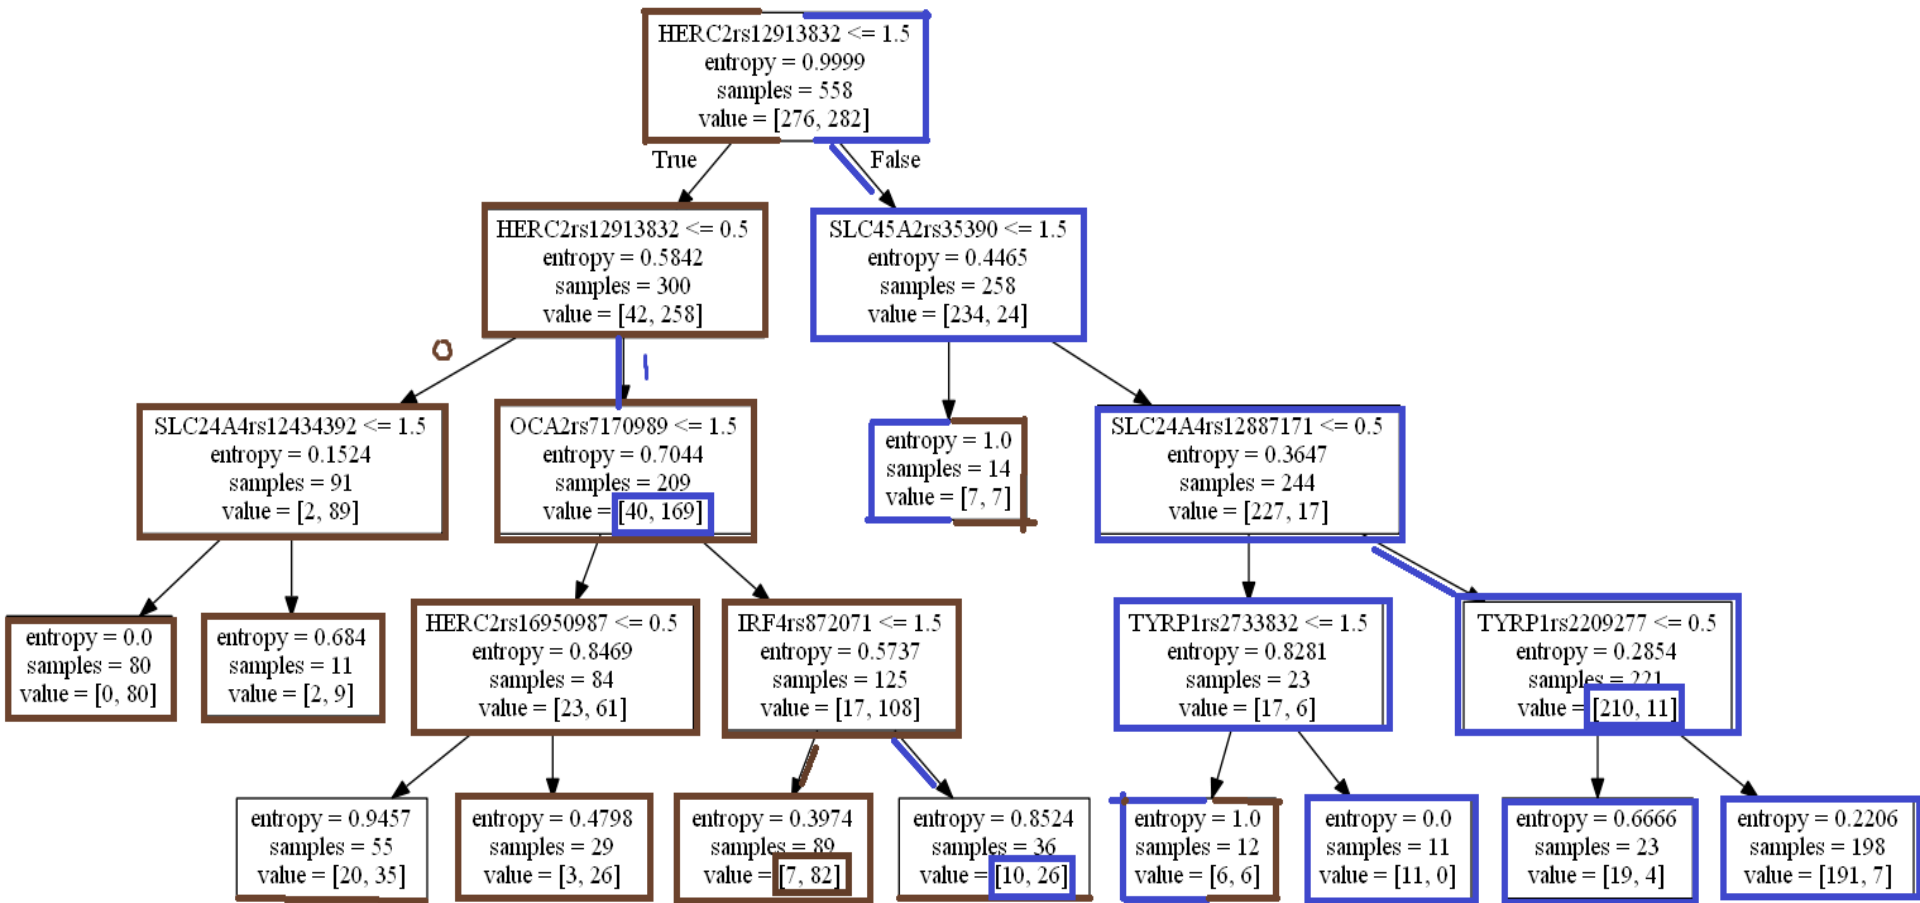 HERC2rs12913832 <= 1.5
entropy = 0.9999
samples = 558
value = [276, 282]
True
False
HERC2rs12913832 <= 0.5
entropy = 0.5842
samples = 300
value = [42, 258]
SLC45A2rs35390 <= 1.5
entropy = 0.4465
samples = 258
value = [234, 24]
0
1
SLC24A4rs12434392 <= 1.5
entropy = 0.1524
samples = 91
value = [2, 89]
OCA2rs7170989 <= 1.5
entropy = 0.7044
samples = 209
value = [40, 169]
entropy = 1.0
samples = 14
value = [7, 7]
SLC24A4rs12887171 <= 0.5
entropy = 0.3647
samples = 244
value = [227, 17]
entropy = 0.0
samples = 80
value = [0, 80]
entropy = 0.684
samples = 11
value = [2, 9]
HERC2rs16950987 <= 0.5
entropy = 0.8469
samples = 84
value = [23, 61]
IRF4rs872071 <= 1.5
entropy = 0.5737
samples = 125
value = [17, 108]
TYRP1rs2733832 <= 1.5
entropy = 0.8281
samples = 23
value = [17, 6]
TYRP1rs2209277 <= 0.5
entropy = 0.2854
samples = 221
value = [210, 11]
entropy = 0.9457
samples = 55
value = [20, 35]
entropy = 0.4798
samples = 29
value = [3, 26]
entropy = 0.3974
samples = 89
value = [7, 82]
entropy = 0.8524
samples = 36
value = [10, 26]
entropy = 1.0
samples = 12
value = [6, 6]
entropy = 0.0
samples = 11
value = [11, 0]
entropy = 0.6666
samples = 23
value = [19, 4]
entropy = 0.2206
samples = 198
value = [191, 7]